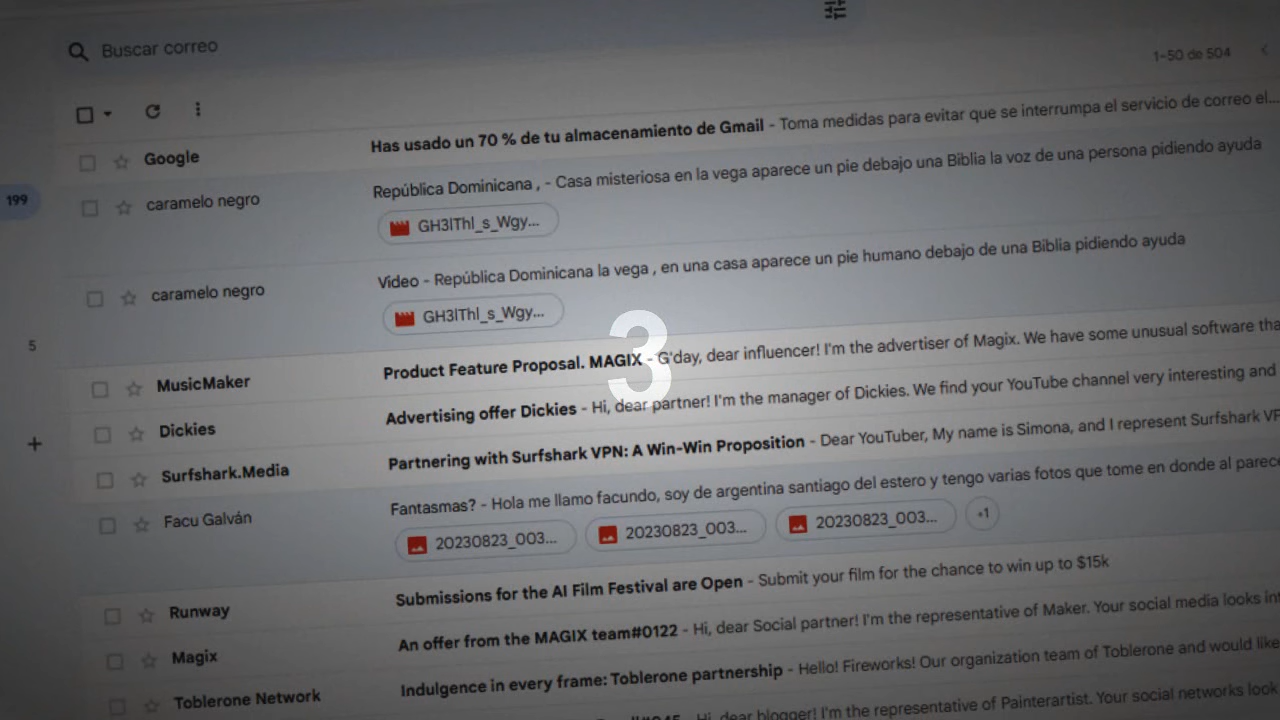 Buscar correo
1–50 de 504
Google Has usado un 70 % de tu almacenamiento de Gmail - Toma medidas para evitar que se interrumpa el servicio de correo el...
199
caramelo negro República Dominicana , - Casa misteriosa en la vega aparece un pie debajo una Biblia la voz de una persona pidiendo ayuda
GH3lThl_s_Wgy...
caramelo negro Video - República Dominicana la vega , en una casa aparece un pie humano debajo de una Biblia pidiendo ayuda
GH3lThl_s_Wgy...
5
3
MusicMaker Product Feature Proposal. MAGIX - G'day, dear influencer! I'm the advertiser of Magix. We have some unusual software tha
Dickies Advertising offer Dickies - Hi, dear partner! I'm the manager of Dickies. We find your YouTube channel very interesting and
Surfshark.Media Partnering with Surfshark VPN: A Win-Win Proposition - Dear YouTuber, My name is Simona, and I represent Surfshark VP
Facu Galván Fantasmas? - Hola me llamo facundo, soy de argentina santiago del estero y tengo varias fotos que tome en donde al parece
20230823_003... 20230823_003... 20230823_003... +1
Runway Submissions for the AI Film Festival are Open - Submit your film for the chance to win up to $15k
Magix An offer from the MAGIX team#0122 - Hi, dear Social partner! I'm the representative of Maker. Your social media looks in
Toblerone Network Indulgence in every frame: Toblerone partnership - Hello! Fireworks! Our organization team of Toblerone and would like
Hi, dear blogger! I'm the representative of Painterartist. Your social networks look